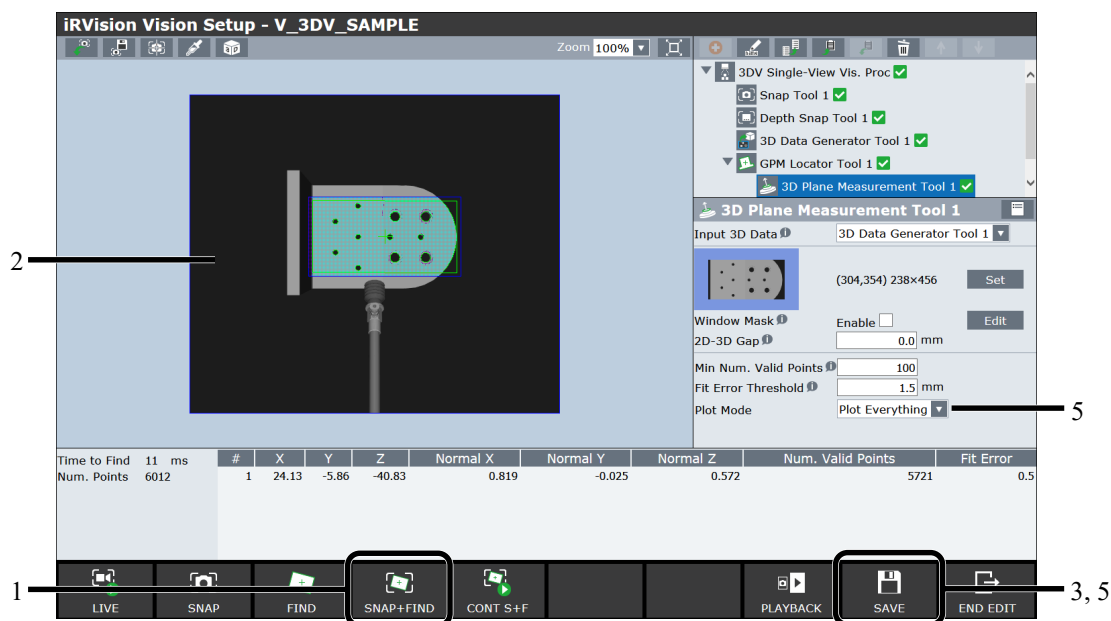 iRVision Vision Setup - V_3DV_SAMPLE
Zoom 100%
3DV Single-View Vis. Proc
Snap Tool 1
Depth Snap Tool 1
3D Data Generator Tool 1
GPM Locator Tool 1
3D Plane Measurement Tool 1
3D Plane Measurement Tool 1
Input 3D Data 3D Data Generator Tool 1
(304,354) 238×456 Set
Window Mask Enable Edit
2D-3D Gap 0.0 mm
Min Num. Valid Points 100
Fit Error Threshold 1.5 mm
Plot Mode Plot Everything
2
5
Time to Find 11 ms # X Y Z Normal X Normal Y Normal Z Num. Valid Points Fit Error
Num. Points 6012 1 24.13 -5.86 -40.83 0.819 -0.025 0.572 5721 0.5
1
3, 5
LIVE SNAP FIND SNAP+FIND CONT S+F PLAYBACK SAVE END EDIT